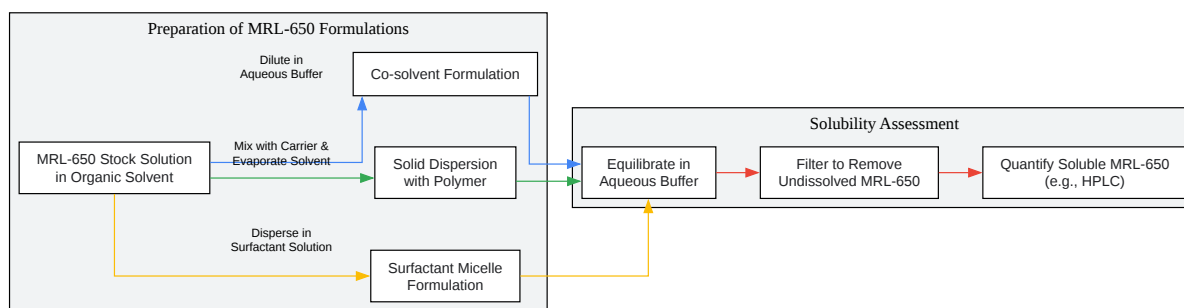 Preparation of MRL-650 Formulations
Dilute in
Aqueous Buffer
Co-solvent Formulation
MRL-650 Stock Solution
in Organic Solvent
Mix with Carrier &
Evaporate Solvent
Solid Dispersion
with Polymer
Disperse in
Surfactant Solution
Surfactant Micelle
Formulation
Solubility Assessment
Equilibrate in
Aqueous Buffer
Filter to Remove
Undissolved MRL-650
Quantify Soluble MRL-650
(e.g., HPLC)